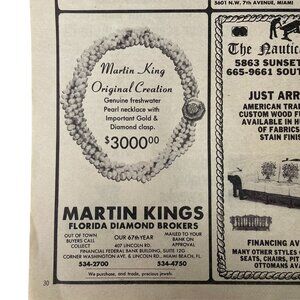 5601 N.W. 7th AVENUE, MIAMI
Martin King
Original Creation
Genuine freshwater
Pearl necklace with
Important Gold &
Diamond clasp.
$3000.00
MARTIN KINGS
FLORIDA DIAMOND BROKERS
OUT OF TOWN
BUYERS CALL
COLLECT
OUR 67th YEAR
407 LINCOLN RD.
FINANCIAL FEDERAL BANK BUILDING, SUITE 12G
CORNER WASHINGTON AVE. & LINCOLN RD., MIAMI BEACH, FL
MAILED TO YOUR
BANK ON
APPROVAL
534-2700
534-4750
We purchase, and trade, precious jewels.
30
The Nautica
5863 SUNSET
665-9661 SOUT
JUST ARR
AMERICAN TRA
CUSTOM WOOD F
AVAILABLE IN H
OF FABRICS
STAIN FINIS
FINANCING AV
MANY OTHER STYLES
SEATS, CHAIRS, PIT
OTTOMANS AV